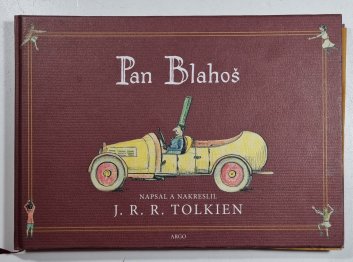 Pan Blahoš
NAPSAL A NAKRESLIL
J. R. R. TOLKIEN
ARGO